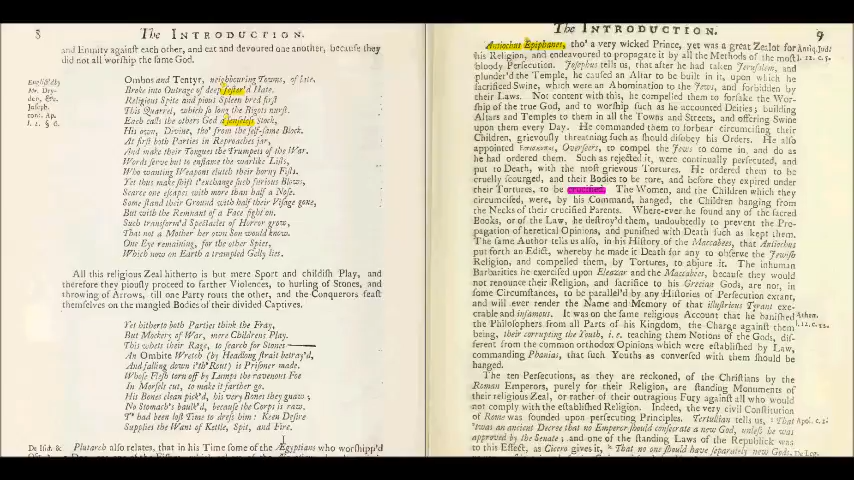 8 The INTRODUCTION.
and Enmity against each other, and eat and devoured one another, because they
did not all worship the same God.
Ombos and Tentyr, neighbouring Towns, of late,
Broke into Outrage of deep fester'd Hate.
Religious Spite and pious Spleen bred first
This Quarrel, which so long the Bigots nurst.
Each calls the others God a senseless Stock,
His own, Divine, tho' from the self-same Block.
At first both Parties in Reproaches jar,
And make their Tongues the Trumpets of the War.
Words serve but to enflame the warlike Lists,
Who wanting Weapons clutch their horny Fists.
Yet thus make shift t'exchange such furious Blows,
Scarce one escapes with more than half a Nose.
Some stand their Ground with half their Visage gone,
But with the Remnant of a Face fight on.
Such transform'd Spectacles of Horror grow,
That not a Mother her own Son would know.
One Eye remaining, for the other Spies,
Which now on Earth a trampled Gelly lies.
All this religious Zeal hitherto is but mere Sport and childish Play, and
therefore they piously proceed to farther Violences, to hurling of Stones, and
throwing of Arrows, till one Party routs the other, and the Conquerors feast
themselves on the mangled Bodies of their divided Captives.
Yet hitherto both Parties think the Fray,
But Mockery of War, mere Childrens Play.
This whets their Rage, to search for Stones
An Ombite Wretch (by Headlong strait betray'd,
And falling down i'th'Rout) is Pris'ner made.
Whose Flesh torn off by Lumps the ravenous Foe
In Morsels cut, to make it farther go.
His Bones clean pick'd, his very Bones they gnaw;
No Stomach's baulk'd, because the Corps is raw.
T' had been lost Time to dress him: Keen Desire
Supplies the Want of Kettle, Spit, and Fire.
De Isid. & Plutarch also relates, that in his Time some of the Ægyptians who worshipp'd
The INTRODUCTION. 9
Antiochus Epiphanes, tho' a very wicked Prince, yet was a great Zealot for
his Religion, and endeavoured to propagate it by all the Methods of the most
bloody Persecution. Josephus tells us, that after he had taken Jerusalem, and
plunder'd the Temple, he caused an Altar to be built in it, upon which he
sacrificed Swine, which were an Abomination to the Jews, and forbidden by
their Laws. Not content with this, he compelled them to forsake the Wor-
ship of the true God, and to worship such as he accounted Deities; building
Altars and Temples to them in all the Towns and Streets, and offering Swine
upon them every Day. He commanded them to forbear circumcising their
Children, grievously threatning such as should disobey his Orders. He also
appointed Overseers, to compel the Jews to come in, and do as
he had ordered them. Such as rejected it, were continually persecuted, and
put to Death, with the most grievous Tortures. He ordered them to be
cruelly scourged, and their Bodies to be tore, and before they expired under
their Tortures, to be crucified. The Women, and the Children which they
circumcised, were, by his Command, hanged, the Children hanging from
the Necks of their crucified Parents. Where-ever he found any of the sacred
Books, or of the Law, he destroy'd them, undoubtedly to prevent the Pro-
pagation of heretical Opinions, and punished with Death such as kept them.
The same Author tells us also, in his History of the Maccabees, that Antiochus
put forth an Edict, whereby he made it Death for any to observe the Jewish
Religion, and compelled them, by Tortures, to abjure it. The inhuman
Barbarities he exercised upon Eleazar and the Maccabees, because they would
not renounce their Religion, and sacrifice to his Grecian Gods, are not, in
some Circumstances, to be parallel'd by any Histories of Persecution extant,
and will ever render the Name and Memory of that illustrious Tyrant exe-
crable and infamous. It was on the same religious Account that he banished
the Philosophers from all Parts of his Kingdom, the Charge against them
being, their corrupting the Youth, i.e. teaching them Notions of the Gods, dif-
ferent from the common orthodox Opinions which were established by Law,
commanding Phanias, that such Youths as conversed with them should be
hanged.
The ten Persecutions, as they are reckoned, of the Christians by the
Roman Emperors, purely for their Religion, are standing Monuments of
their religious Zeal, or rather of their outragious Fury against all who would
not comply with the established Religion. Indeed, the very civil Constitution
of Rome was founded upon persecuting Principles. Tertullian tells us, that
'twas an ancient Decree that no Emperor should consecrate a new God, unless he was
approved by the Senate; and one of the standing Laws of the Republick was
to this Effect, as Cicero gives it, That no one should have separately new Gods,